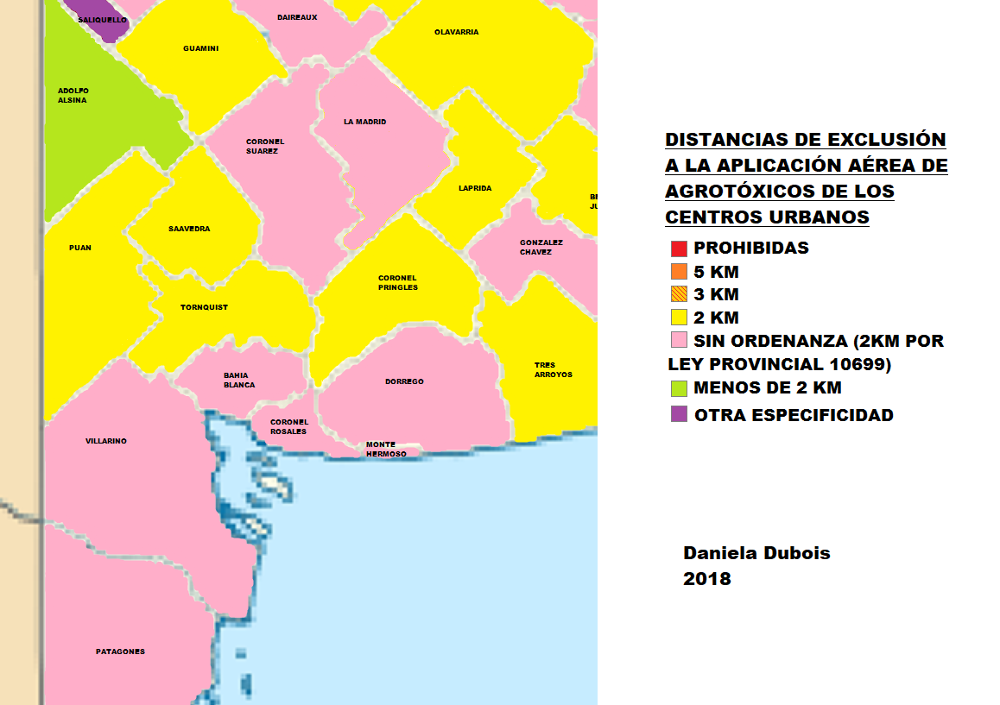 SALIQUELLO
DAIREAUX
OLAVARRIA
GUAMINI
ADOLFO
ALSINA
LA MADRID
CORONEL
SUAREZ
LAPRIDA
BE
JU
SAAVEDRA
PUAN
GONZALEZ
CHAVEZ
CORONEL
PRINGLES
TORNQUIST
TRES
ARROYOS
BAHIA
BLANCA
DORREGO
CORONEL
ROSALES
VILLARINO
MONTE
HERMOSO
PATAGONES
DISTANCIAS DE EXCLUSIÓN
A LA APLICACIÓN AÉREA DE
AGROTÓXICOS DE LOS
CENTROS URBANOS
PROHIBIDAS
5 KM
3 KM
2 KM
SIN ORDENANZA (2KM POR
LEY PROVINCIAL 10699)
MENOS DE 2 KM
OTRA ESPECIFICIDAD
Daniela Dubois
2018